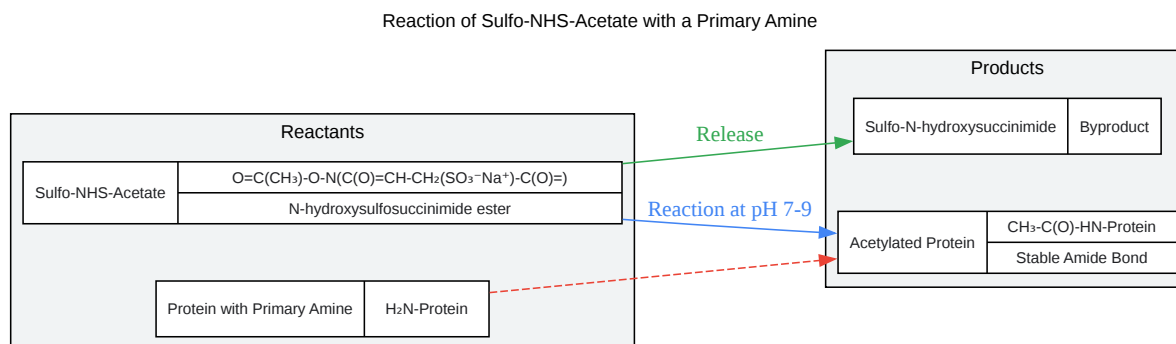 Reaction of Sulfo-NHS-Acetate with a Primary Amine
Reactants
Sulfo-NHS-Acetate
O=C(CH₃)-O-N(C(O)=CH-CH₂(SO₃⁻Na⁺)-C(O)=)
N-hydroxysulfosuccinimide ester
Protein with Primary Amine
H₂N-Protein
Release
Reaction at pH 7-9
Products
Sulfo-N-hydroxysuccinimide
Byproduct
Acetylated Protein
CH₃-C(O)-HN-Protein
Stable Amide Bond